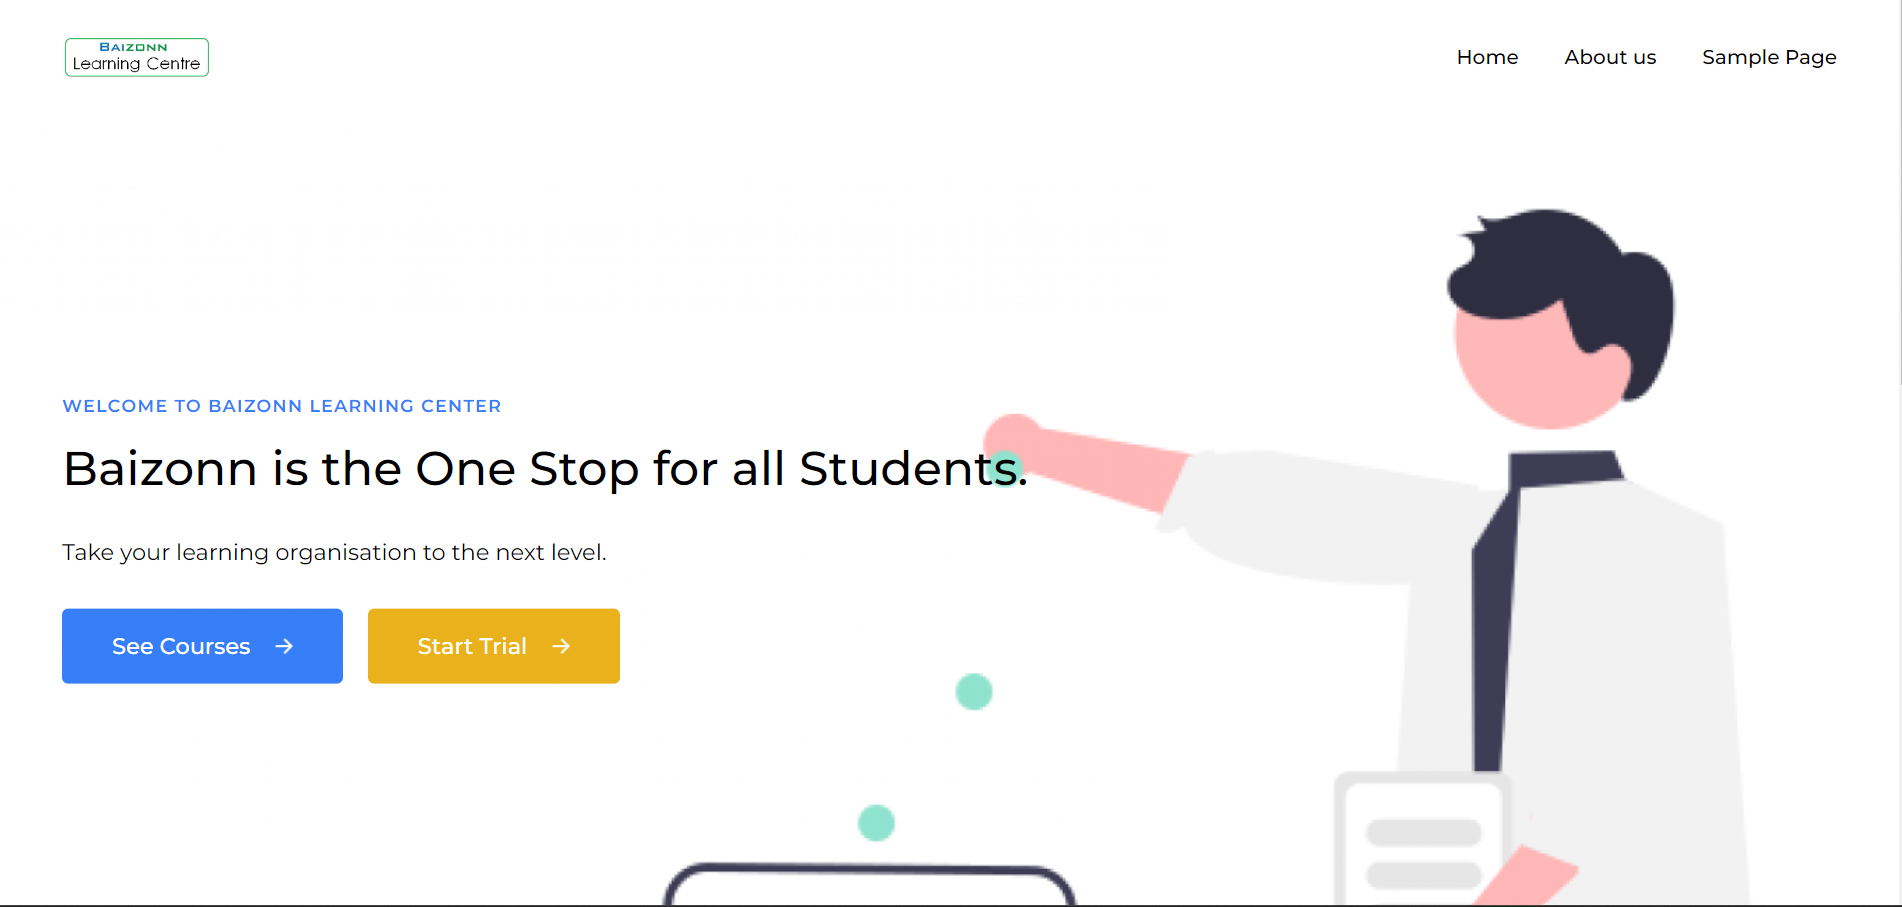 BAIZONN
Learning Centre
Home About us Sample Page
WELCOME TO BAIZONN LEARNING CENTER
Baizonn is the One Stop for all Students.
Take your learning organisation to the next level.
See Courses → Start Trial →